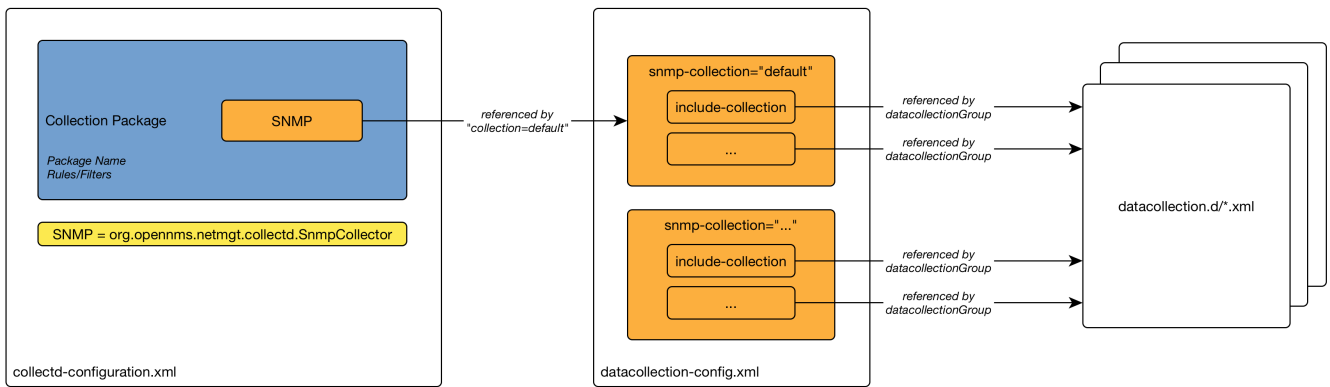 Collection Package
SNMP
Package Name
Rules/Filters
SNMP = org.opennms.netmgt.collectd.SnmpCollector
collectd-configuration.xml
referenced by
"collection=default"
snmp-collection="default"
include-collection
...
snmp-collection="..."
include-collection
...
datacollection-config.xml
referenced by
datacollectionGroup
referenced by
datacollectionGroup
referenced by
datacollectionGroup
referenced by
datacollectionGroup
datacollection.d/*.xml